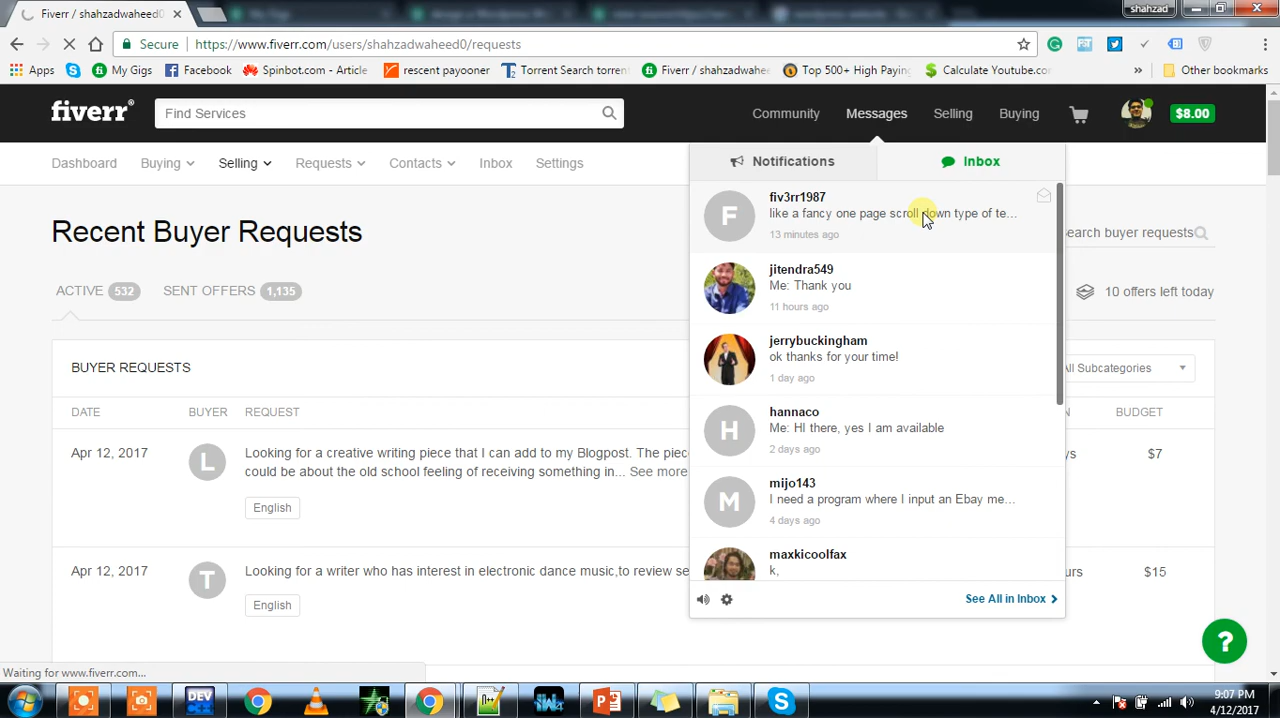 Fiverr / shahzadwaheed0 /
shahzad
Secure
https://www.fiverr.com/users/shahzadwaheed0/requests
Apps
My Gigs
Facebook
Spinbot.com - Article
rescent payooner
Torrent Search torren
Fiverr / shahzadwahe
Top 500+ High Paying
Calculate Youtube.co
»
Other bookmarks
fiverr®
Find Services
Community
Messages
Selling
Buying
$8.00
Dashboard
Buying
Selling
Requests
Contacts
Inbox
Settings
Notifications
Inbox
Recent Buyer Requests
earch buyer requests
ACTIVE 532
SENT OFFERS 1,135
10 offers left today
F
fiv3rr1987
like a fancy one page scroll down type of te...
13 minutes ago
jitendra549
Me: Thank you
11 hours ago
jerrybuckingham
ok thanks for your time!
1 day ago
H
hannaco
Me: HI there, yes I am available
2 days ago
M
mijo143
I need a program where I input an Ebay me...
4 days ago
maxkicoolfax
k,
See All in Inbox
BUYER REQUESTS
All Subcategories
DATE
BUYER
REQUEST
N
BUDGET
Apr 12, 2017
L
Looking for a creative writing piece that I can add to my Blogpost. The piec
could be about the old school feeling of receiving something in... See more
English
ys
$7
Apr 12, 2017
T
Looking for a writer who has interest in electronic dance music,to review se
English
urs
$15
?
Waiting for www.fiverr.com...
DEV
9:07 PM
4/12/2017